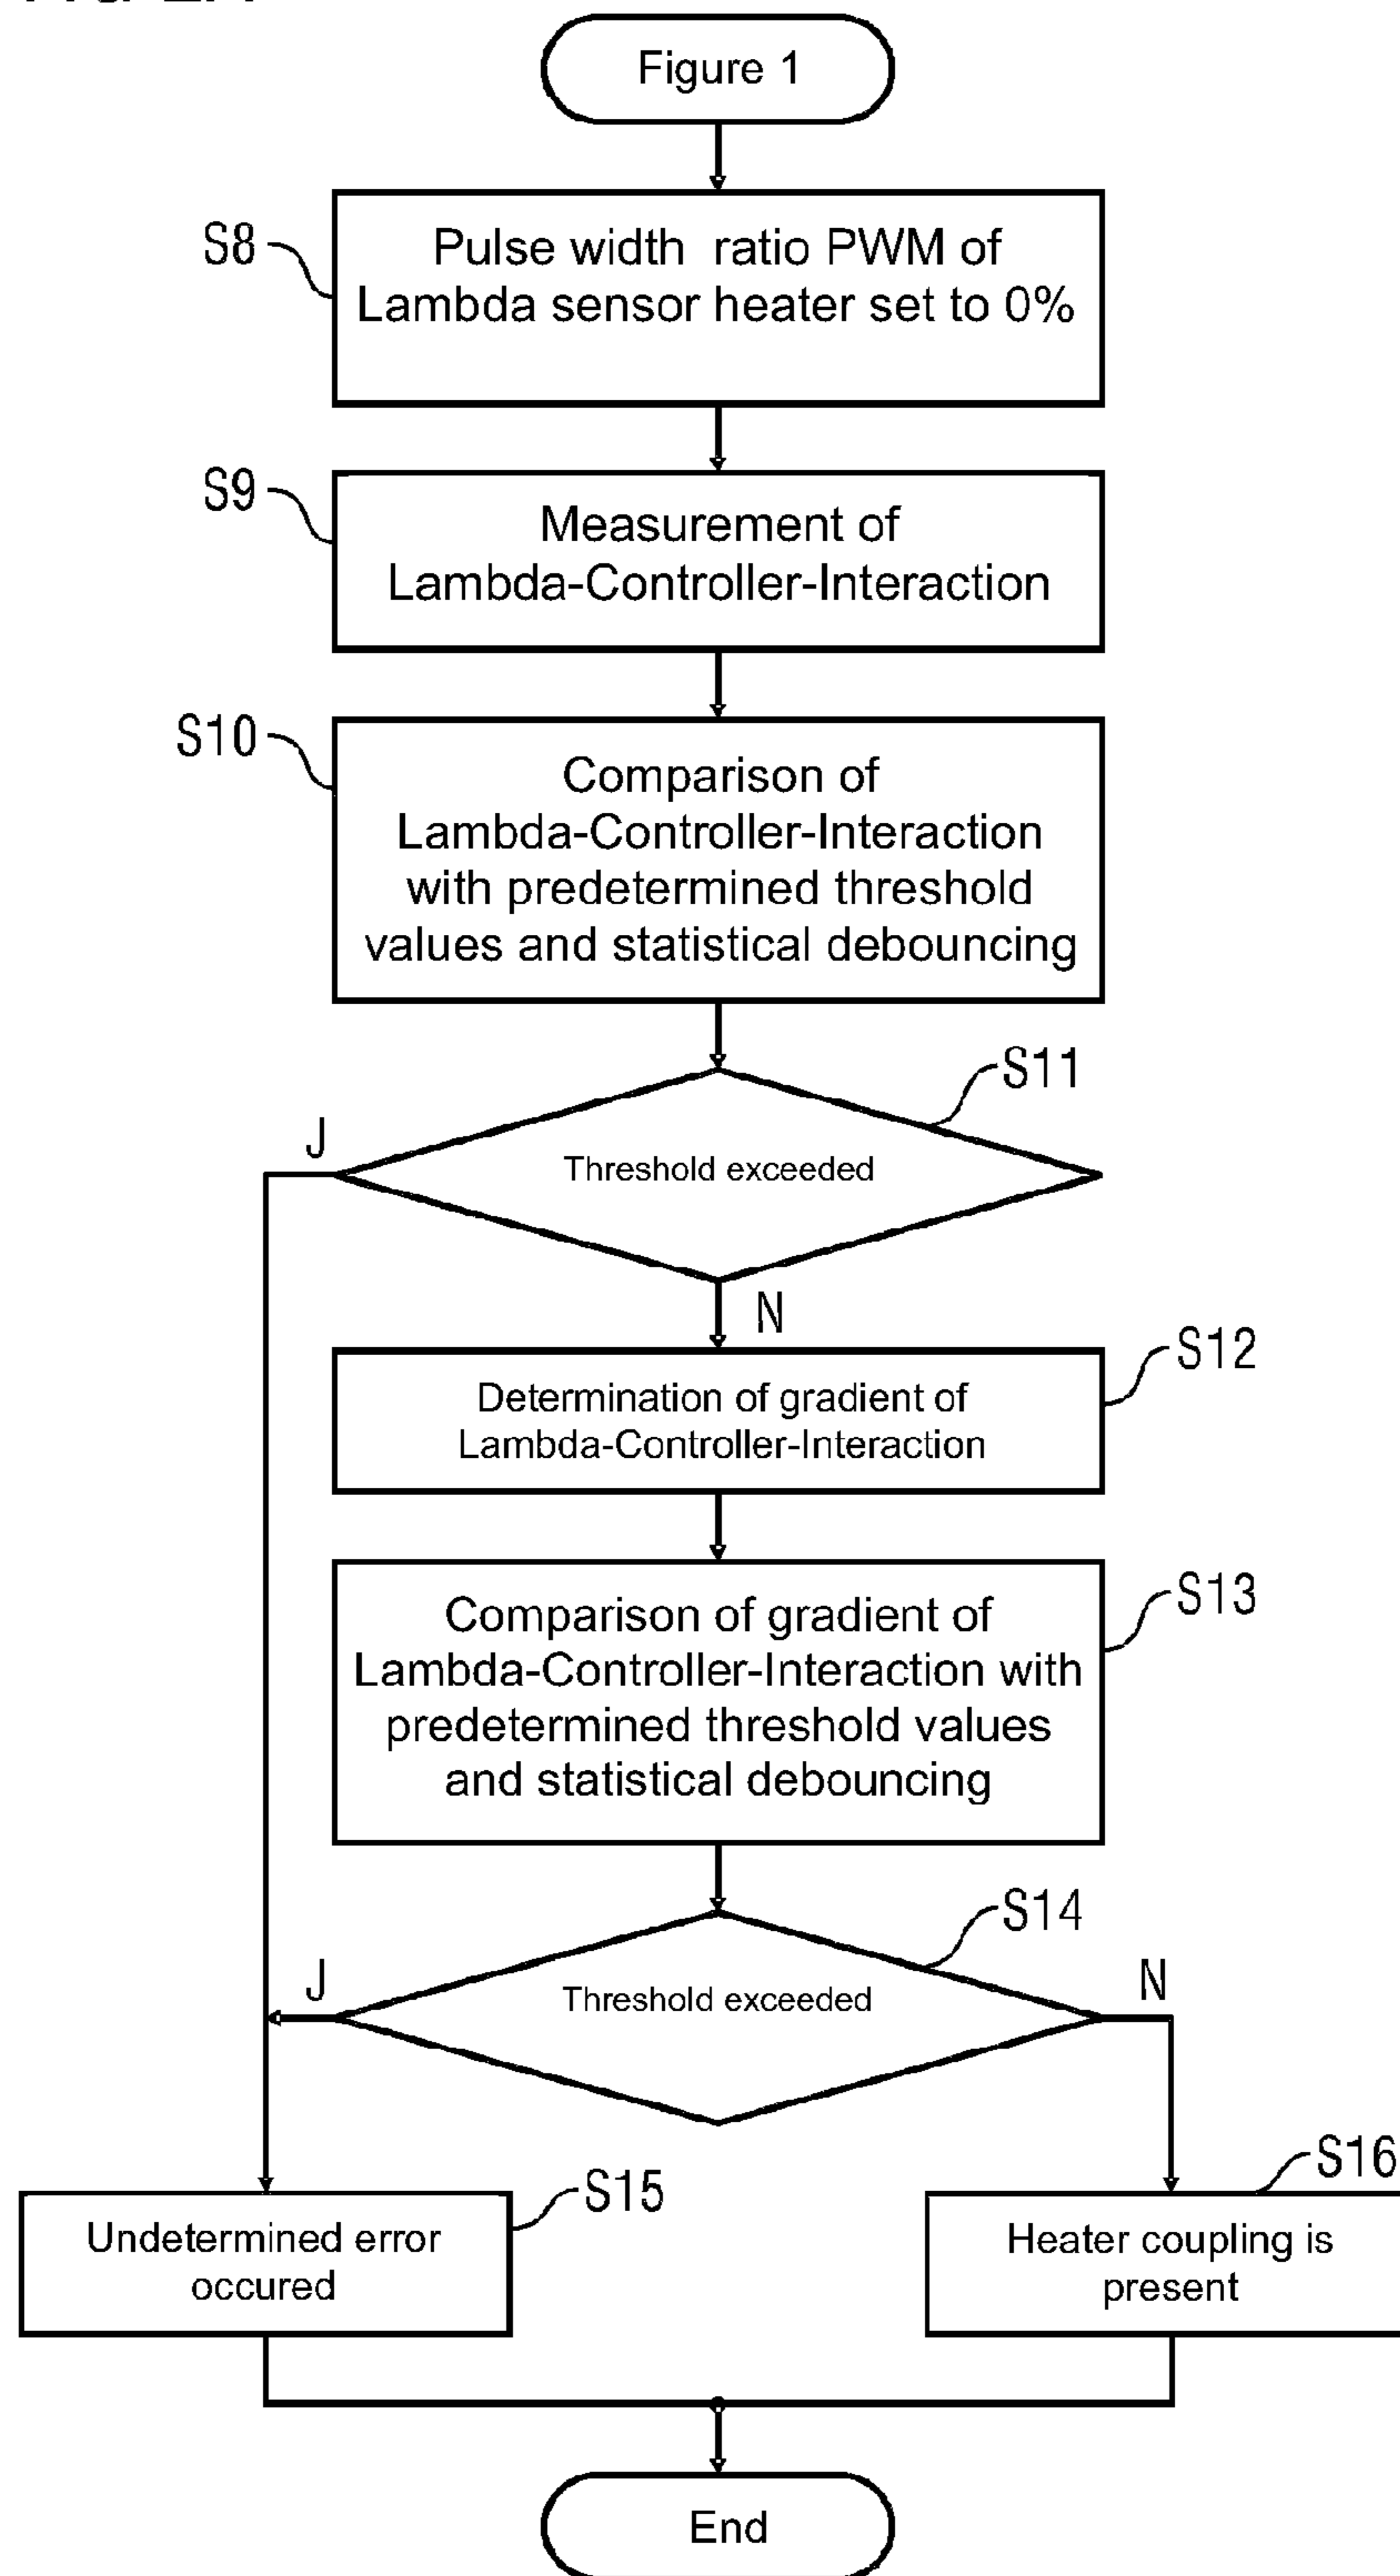 Figure 1
S8
Pulse width ratio PWM of
Lambda sensor heater set to 0%
S9
Measurement of
Lambda-Controller-Interaction
S10
Comparison of
Lambda-Controller-Interaction
with predetermined threshold
values and statistical debouncing
S11
J
Threshold exceeded
N
S12
Determination of gradient of
Lambda-Controller-Interaction
S13
Comparison of gradient of
Lambda-Controller-Interaction with
predetermined threshold values
and statistical debouncing
S14
J
Threshold exceeded
N
S15
Undetermined error
occured
S16
Heater coupling is
present
End